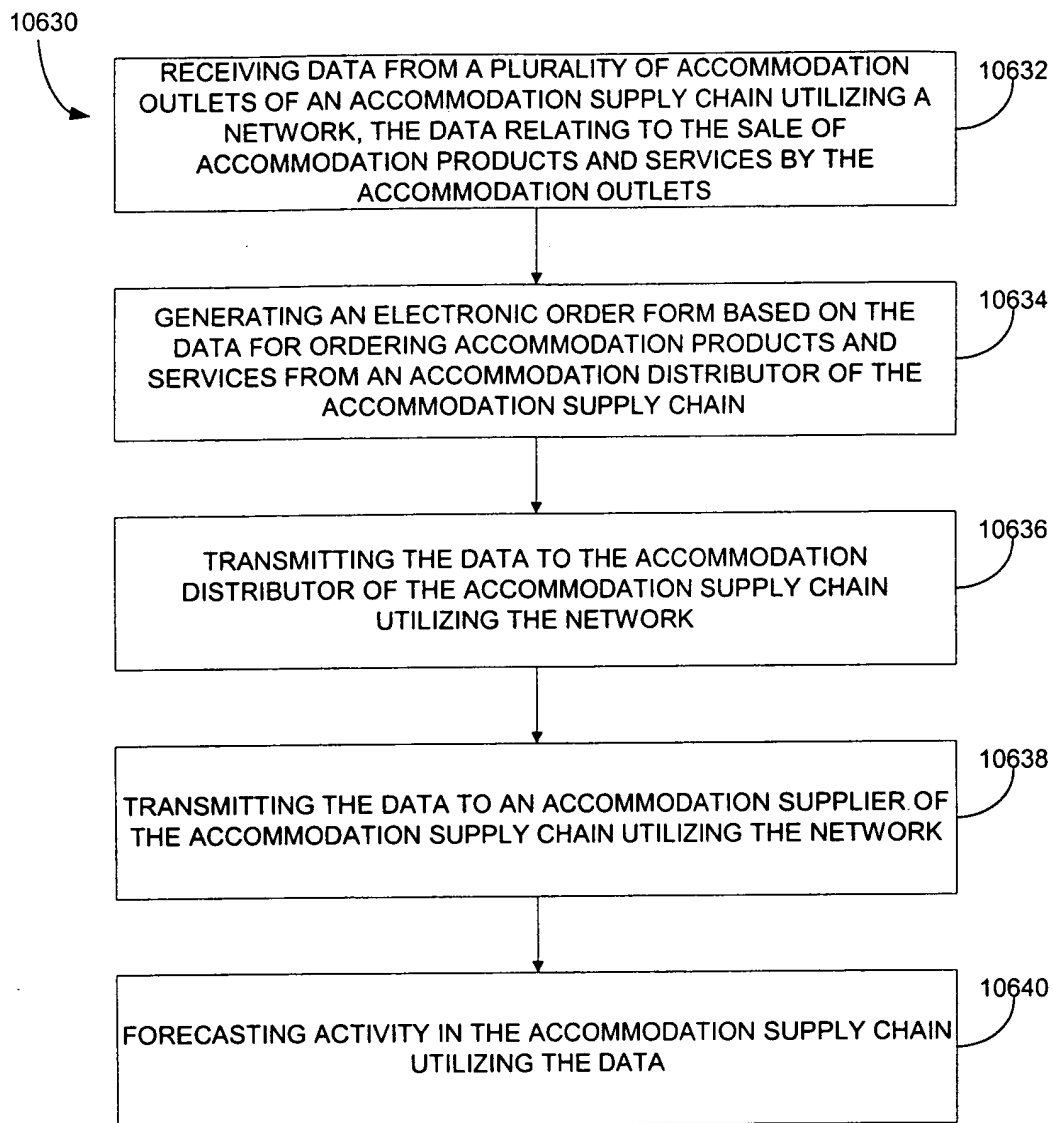 10630
RECEIVING DATA FROM A PLURALITY OF ACCOMMODATION
OUTLETS OF AN ACCOMMODATION SUPPLY CHAIN UTILIZING A
NETWORK, THE DATA RELATING TO THE SALE OF
ACCOMMODATION PRODUCTS AND SERVICES BY THE
ACCOMMODATION OUTLETS
10632
GENERATING AN ELECTRONIC ORDER FORM BASED ON THE
DATA FOR ORDERING ACCOMMODATION PRODUCTS AND
SERVICES FROM AN ACCOMMODATION DISTRIBUTOR OF THE
ACCOMMODATION SUPPLY CHAIN
10634
TRANSMITTING THE DATA TO THE ACCOMMODATION
DISTRIBUTOR OF THE ACCOMMODATION SUPPLY CHAIN
UTILIZING THE NETWORK
10636
TRANSMITTING THE DATA TO AN ACCOMMODATION SUPPLIER OF
THE ACCOMMODATION SUPPLY CHAIN UTILIZING THE NETWORK
10638
FORECASTING ACTIVITY IN THE ACCOMMODATION SUPPLY CHAIN
UTILIZING THE DATA
10640